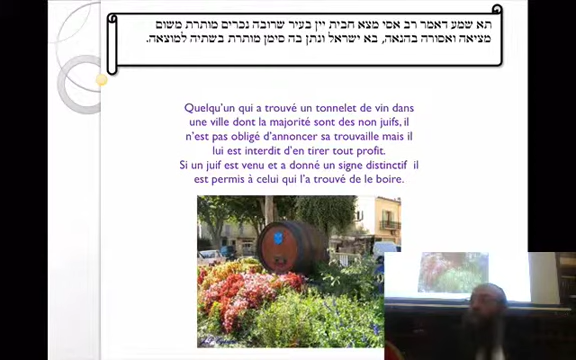 תא שמע דאמר רב אסי מצא חבית יין בעיר שרובה נכרים מותרת משום
מציאה ואסורה בהנאה, בא ישראל ונתן בה סימן מותרת בשתיה למוצאה.
Quelqu'un qui a trouvé un tonnelet de vin dans
une ville dont la majorité sont des non juifs, il
n'est pas obligé d'annoncer sa trouvaille mais il
lui est interdit d'en tirer tout profit.
Si un juif est venu et a donné un signe distinctif il
est permis à celui qui l'a trouvé de le boire.